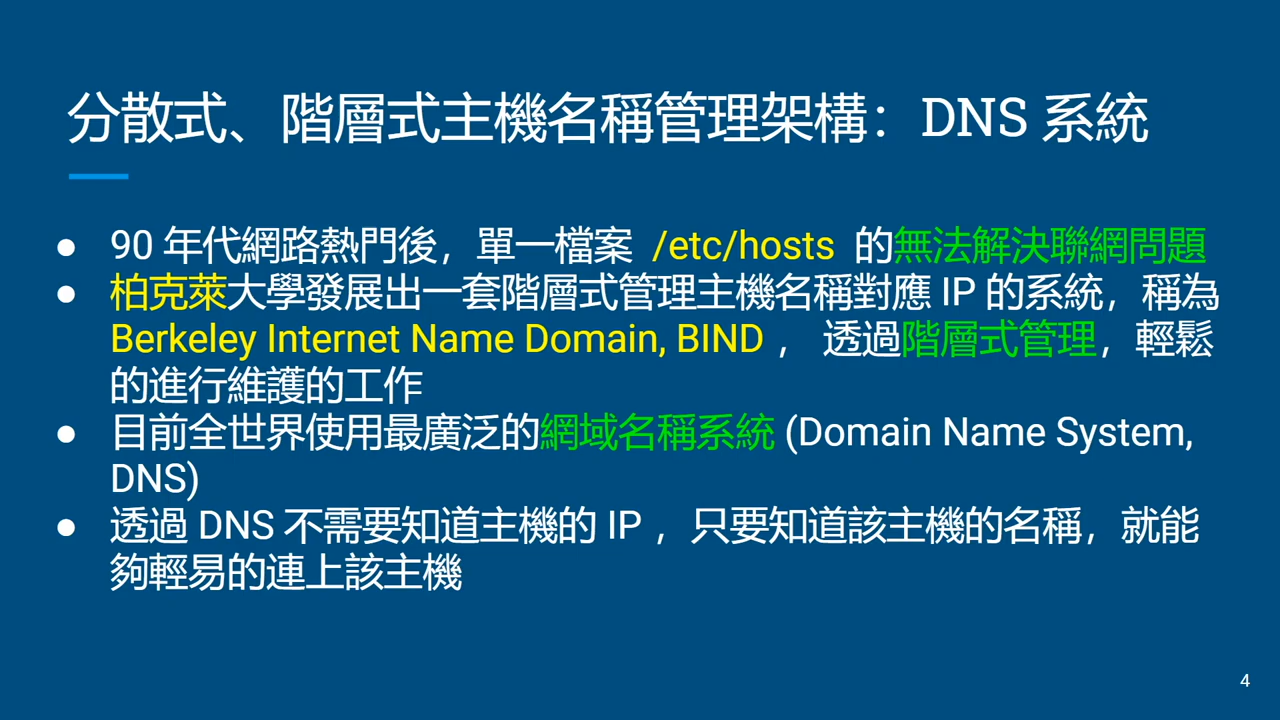 分散式、階層式主機名稱管理架構：DNS 系統
● 90 年代網路熱門後，單一檔案 /etc/hosts 的無法解決聯網問題
● 柏克萊大學發展出一套階層式管理主機名稱對應 IP 的系統，稱為
Berkeley Internet Name Domain, BIND ， 透過階層式管理，輕鬆
的進行維護的工作
● 目前全世界使用最廣泛的網域名稱系統 (Domain Name System,
DNS)
● 透過 DNS 不需要知道主機的 IP ，只要知道該主機的名稱，就能
夠輕易的連上該主機
4